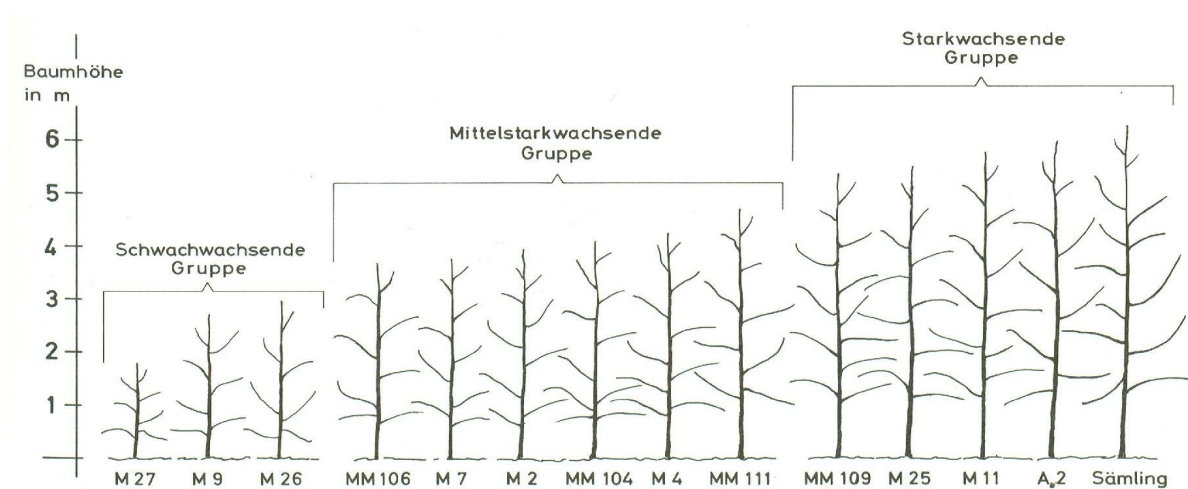 Baumhöhe
in m
6
5
4
3
2
1
Schwachwachsende
Gruppe
Mittelstarkwachsende
Gruppe
Starkwachsende
Gruppe
M 27 M 9 M 26 MM 106 M 7 M 2 MM 104 M 4 MM 111 MM 109 M 25 M 11 A.2 Sämling